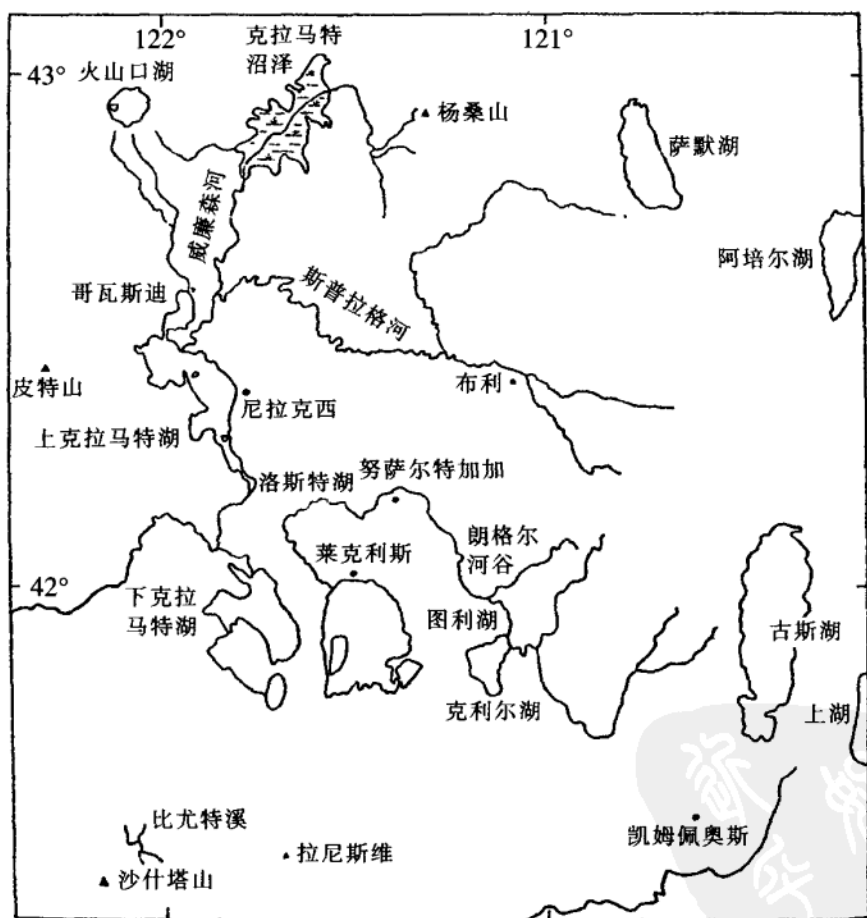 122°
121°
克拉马特
沼泽
43°
火山口湖
杨桑山
萨默湖
威廉森河
阿培尔湖
哥瓦斯迪
斯普拉格河
皮特山
布利
尼拉克西
上克拉马特湖
洛斯特湖
努萨尔特加加
朗格尔
河谷
莱克利斯
42°
下克拉
马特湖
图利湖
古斯湖
克利尔湖
上湖
比尤特溪
拉尼斯维
凯姆佩奥斯
沙什塔山